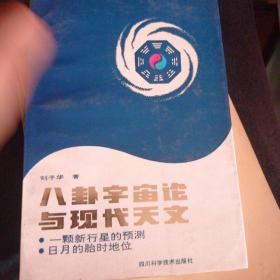 刘子华 著
八卦宇宙论
与现代天文
• 一颗新行星的预测
• 日月的胎时地位
四川科学技术出版社